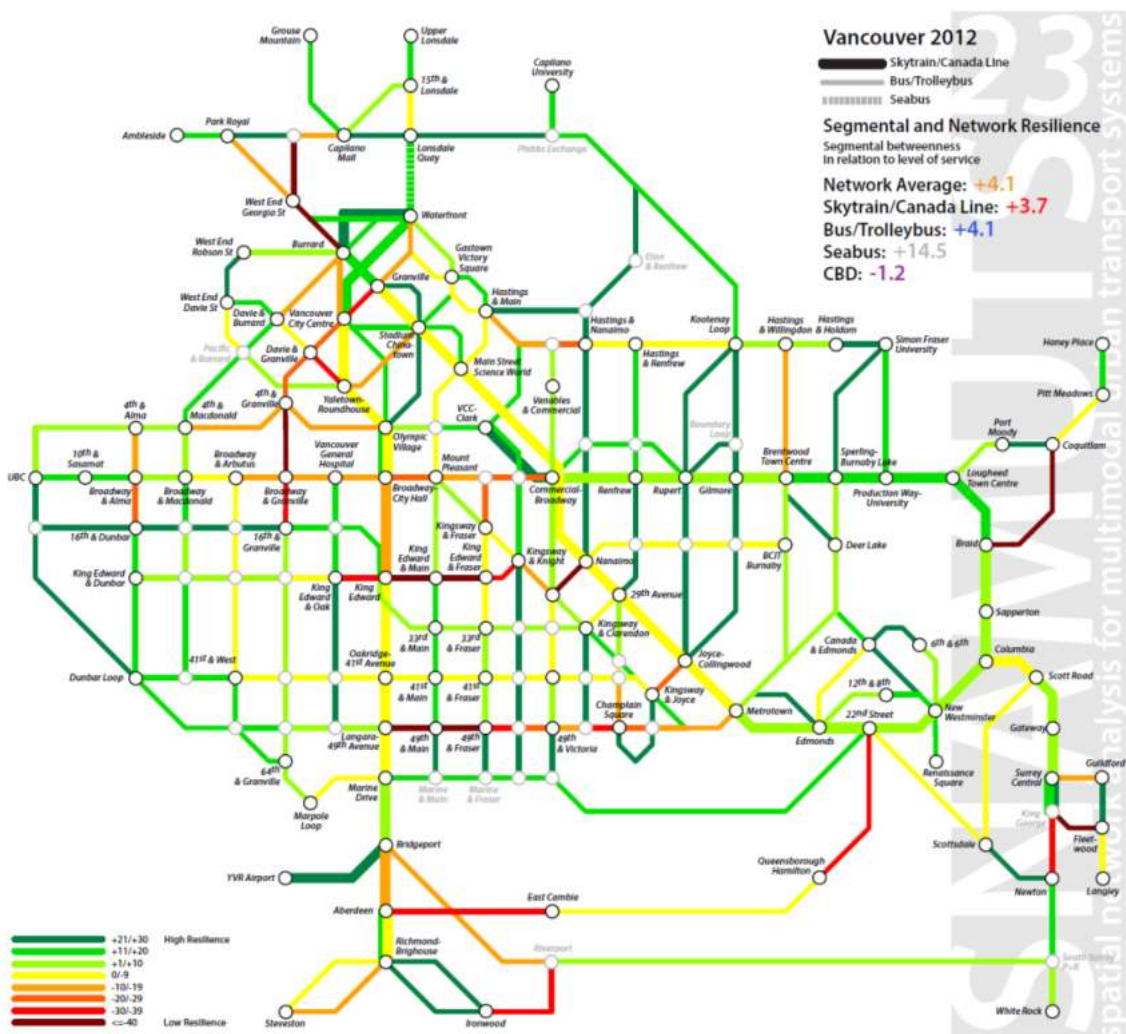 Vancouver 2012
Skytrain/Canada Line
Bus/Trolleybus
Seabus
Segmental and Network Resilience
Segmental betweenness
in relation to level of service
Network Average: +4.1
Skytrain/Canada Line: +3.7
Bus/Trolleybus: +4.1
Seabus: +14.5
CBD: -1.2
23
SNAMUTS
spatial network analysis for multimodal urban transport systems
Grouse
Mountain
Upper
Lonsdale
15th &
Lonsdale
Capilano
University
Ambleside
Park Royal
Capilano
Mall
Lonsdale
Quay
Phibbs Exchange
West End
Georgia St
Waterfront
West End
Robson St
Burrard
Gastown
Victory
Square
Granville
Hastings
& Main
West End
Davie St
Davie &
Burrard
Vancouver
City Centre
Stadium
China-
town
Hastings &
Nanaimo
Hastings
& Renfrew
Kootenay
Loop
Hastings
& Willingdon
Hastings
& Holdom
Simon Fraser
University
Honey Place
Pacific
& Burrard
Davie &
Granville
Main Street
Science World
Pitt Meadows
4th &
Alma
4th &
Macdonald
4th &
Granville
Yaletown-
Roundhouse
VCC-
Clark
Venables &
Commercial
Boundary
Loop
Port
Moody
Coquitlam
UBC
10th &
Sasamat
Broadway
& Alma
Broadway
& Macdonald
Broadway
& Arbutus
Broadway
& Granville
Vancouver
General
Hospital
Olympic
Village
Broadway-
City Hall
Mount
Pleasant
Commercial-
Broadway
Renfrew
Rupert
Gilmore
Brentwood
Town Centre
Sperling-
Burnaby Lake
Production Way-
University
Lougheed
Town Centre
16th & Dunbar
16th &
Granville
Kingsway
& Fraser
Kingsway
& Knight
Nanaimo
BCIT
Burnaby
Deer Lake
Braid
King Edward
& Dunbar
King
Edward
& Oak
King
Edward
King
Edward
& Main
King
Edward
& Fraser
29th Avenue
Sapperton
33rd
& Main
33rd
& Fraser
Kingsway
& Clarendon
Canada
& Edmonds
6th & 6th
Columbia
Dunbar Loop
41st & West
Oakridge-
41st Avenue
41st
& Main
41st
& Fraser
Joyce-
Collingwood
Kingsway
& Joyce
12th & 8th
Scott Road
Champlain
Square
Metrotown
Edmonds
22nd Street
New
Westminster
Gateway
Langara-
49th Avenue
49th
& Main
49th
& Fraser
49th
& Victoria
64th
& Granville
Marine
Drive
Marine
& Main
Marine
& Fraser
Renaissance
Square
Surrey
Central
Guildford
Marpole
Loop
King
George
Fleet-
wood
Bridgeport
Scottsdale
YVR Airport
Queensborough
Hamilton
Newton
Langley
Aberdeen
East Cambie
Richmond-
Brighouse
Riverport
South Surrey
P+R
Steveston
Ironwood
White Rock
+21/+30 High Resilience
+11/+20
+1/+10
0/-9
-10/-19
-20/-29
-30/-39
<=-40 Low Resilience